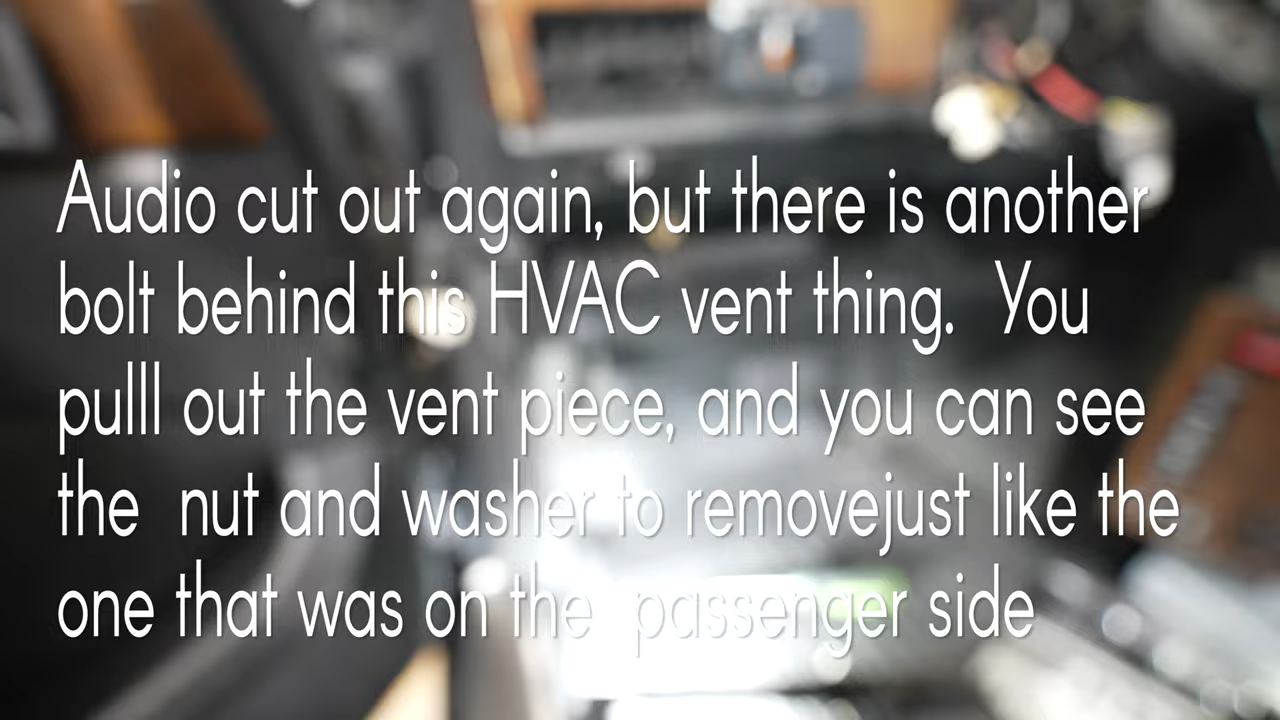 Audio cut out again, but there is another
bolt behind this HVAC vent thing.  You
pulll out the vent piece, and you can see
the  nut and washer to removejust like the
one that was on the  passenger side